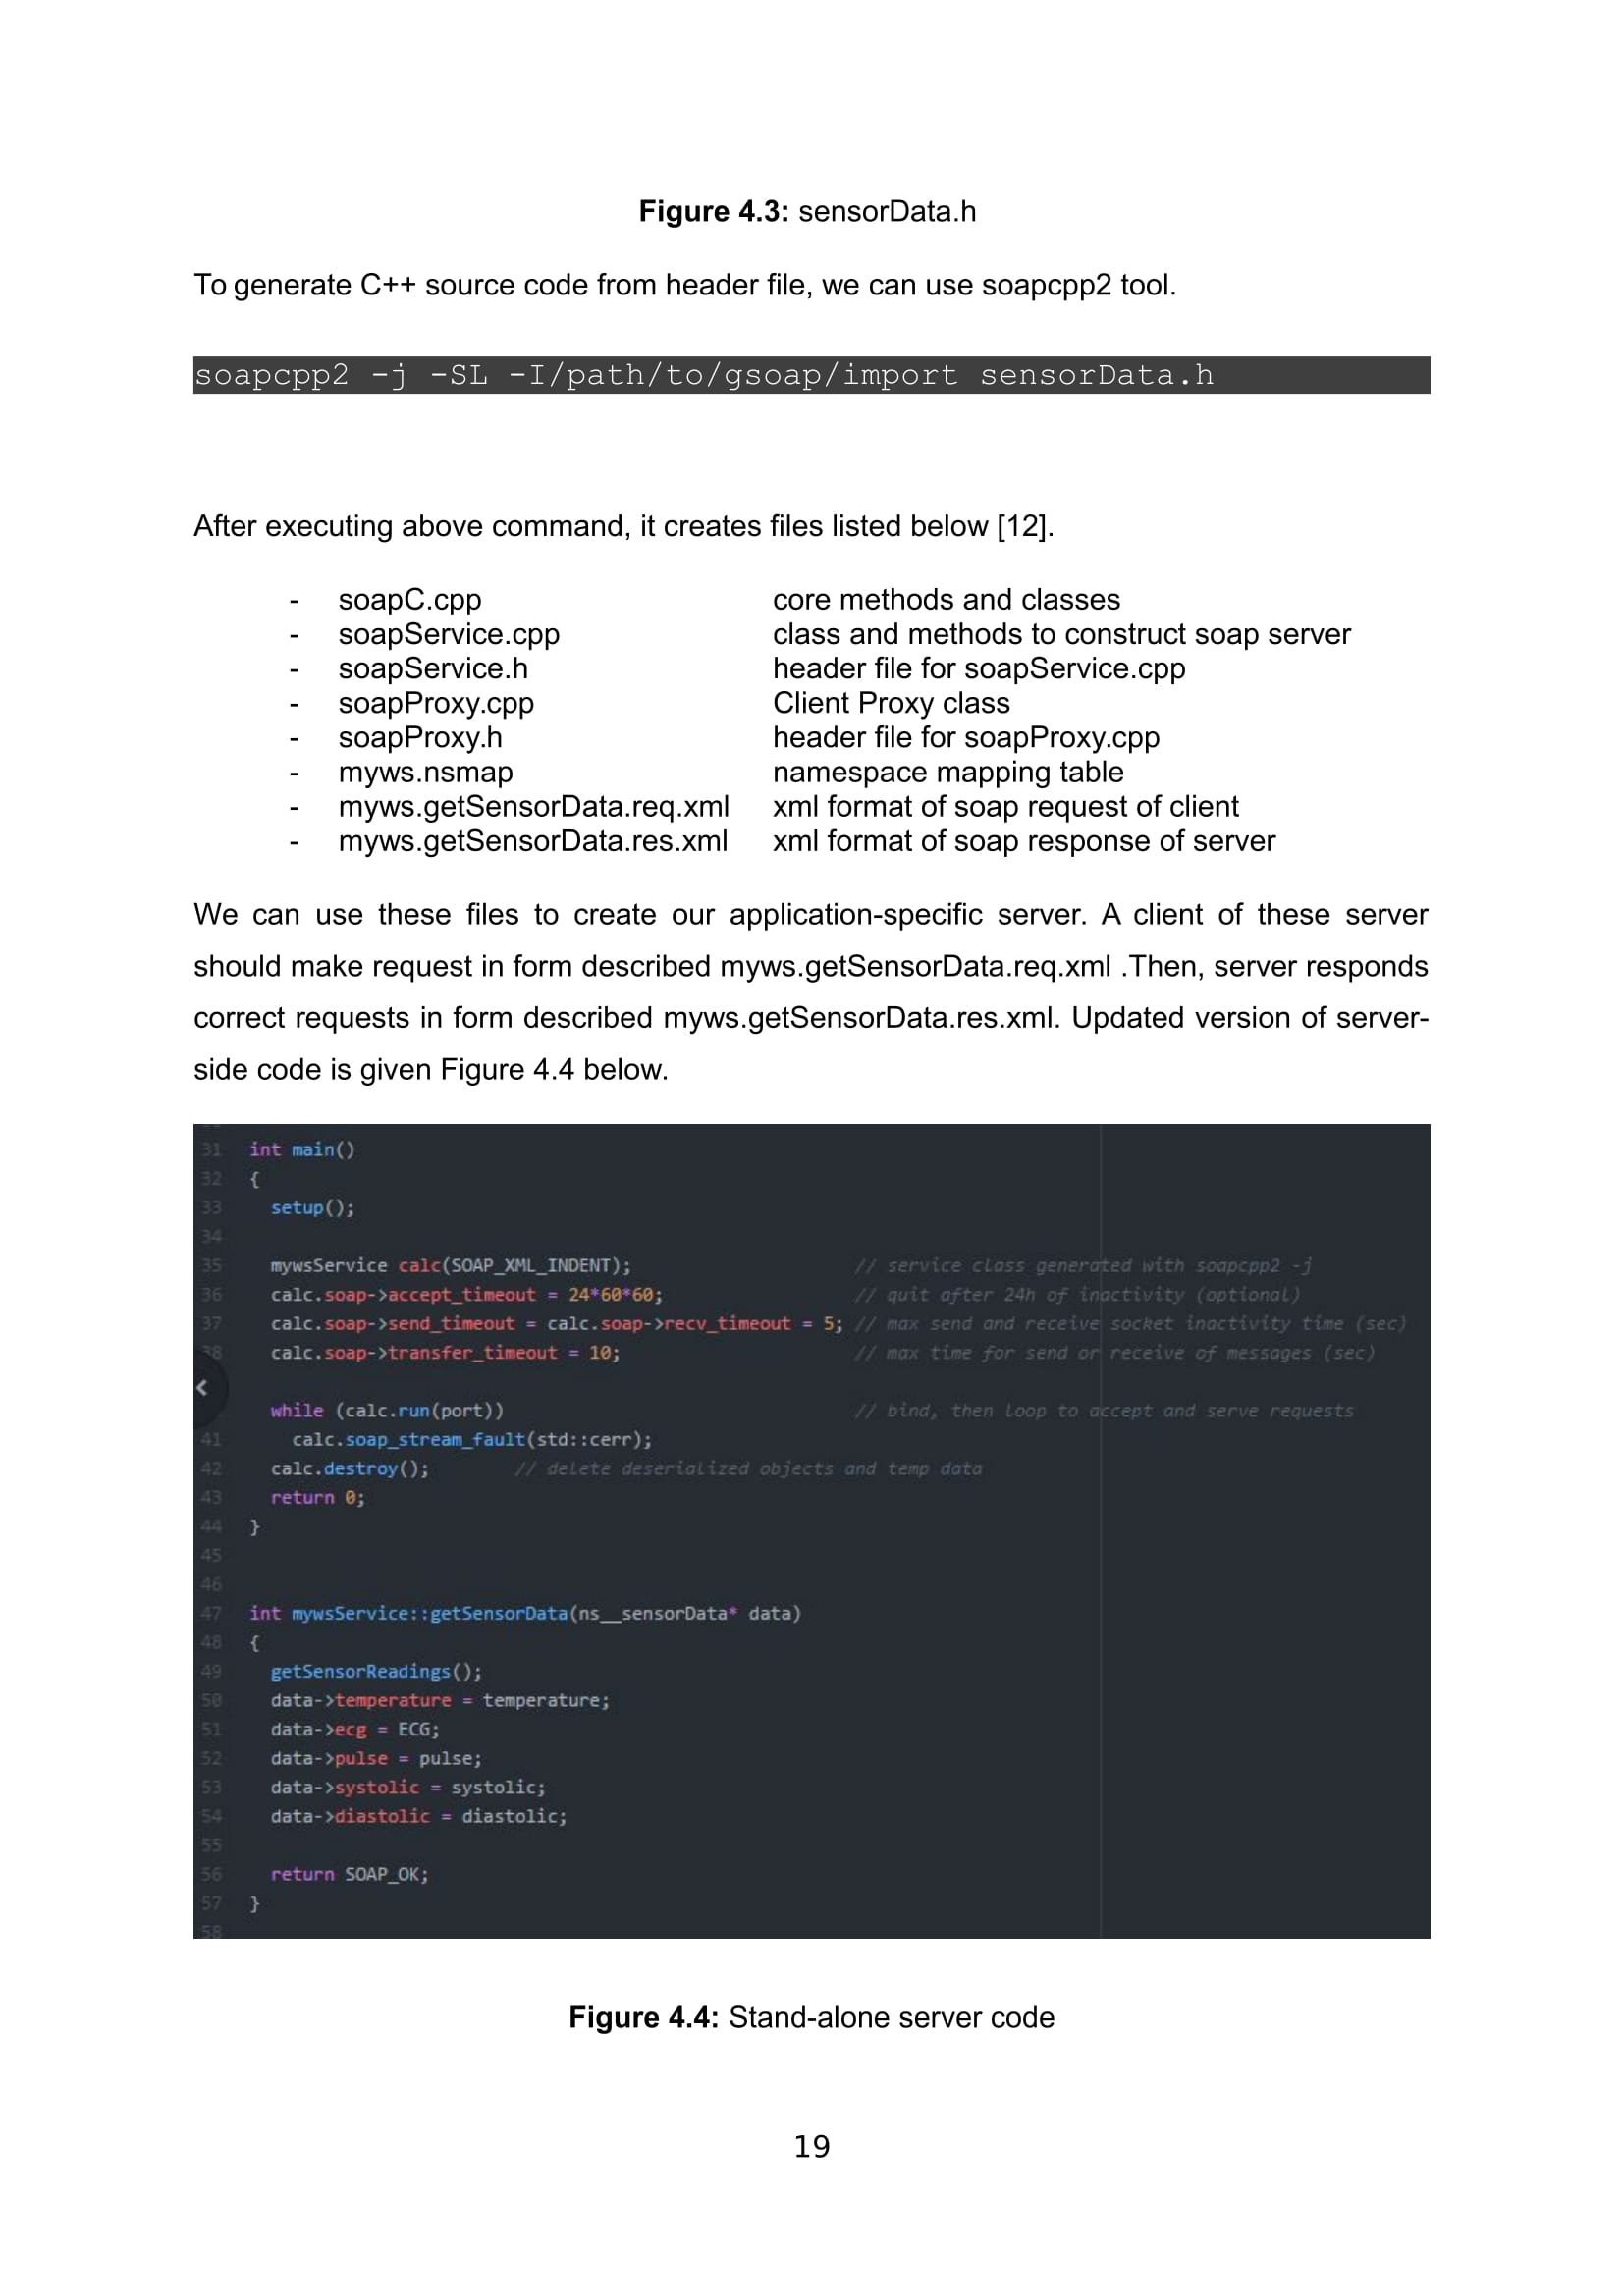 Figure 4.3: sensorData.h
To generate C++ source code from header file, we can use soapcpp2 tool.
soapcpp2 -j -SL -I/path/to/gsoap/import sensorData.h
After executing above command, it creates files listed below [12].
- soapC.cpp core methods and classes
- soapService.cpp class and methods to construct soap server
- soapService.h header file for soapService.cpp
- soapProxy.cpp Client Proxy class
- soapProxy.h header file for soapProxy.cpp
- myws.nsmap namespace mapping table
- myws.getSensorData.req.xml xml format of soap request of client
- myws.getSensorData.res.xml xml format of soap response of server
We can use these files to create our application-specific server. A client of these server
should make request in form described myws.getSensorData.req.xml .Then, server responds
correct requests in form described myws.getSensorData.res.xml. Updated version of server-
side code is given Figure 4.4 below.
31 int main()
32 {
33 setup();
34
35 mywsService calc(SOAP_XML_INDENT); // service class generated with soapcpp2 -j
36 calc.soap->accept_timeout = 24*60*60; // quit after 24h of inactivity (optional)
37 calc.soap->send_timeout = calc.soap->recv_timeout = 5; // max send and receive socket inactivity time (sec)
38 calc.soap->transfer_timeout = 10; // max time for send or receive of messages (sec)
while (calc.run(port)) // bind, then loop to accept and serve requests
41 calc.soap_stream_fault(std::cerr);
42 calc.destroy(); // delete deserialized objects and temp data
43 return 0;
44 }
45
46
47 int mywsService::getSensorData(ns__sensorData* data)
48 {
49 getSensorReadings();
50 data->temperature = temperature;
51 data->ecg = ECG;
52 data->pulse = pulse;
53 data->systolic = systolic;
54 data->diastolic = diastolic;
55
56 return SOAP_OK;
57 }
58
Figure 4.4: Stand-alone server code
19